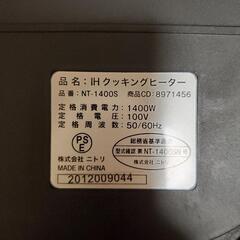 品名：IHクッキングヒーター
品番：NT-1400S 商品CD：8971456
定格消費電力：1400W
定格電圧：100V
定格周波数：50/60Hz
PSE
総務省基準適合
型式確認
株式会社 ニトリ
株式会社 ニトリ
MADE IN CHINA
2012009044